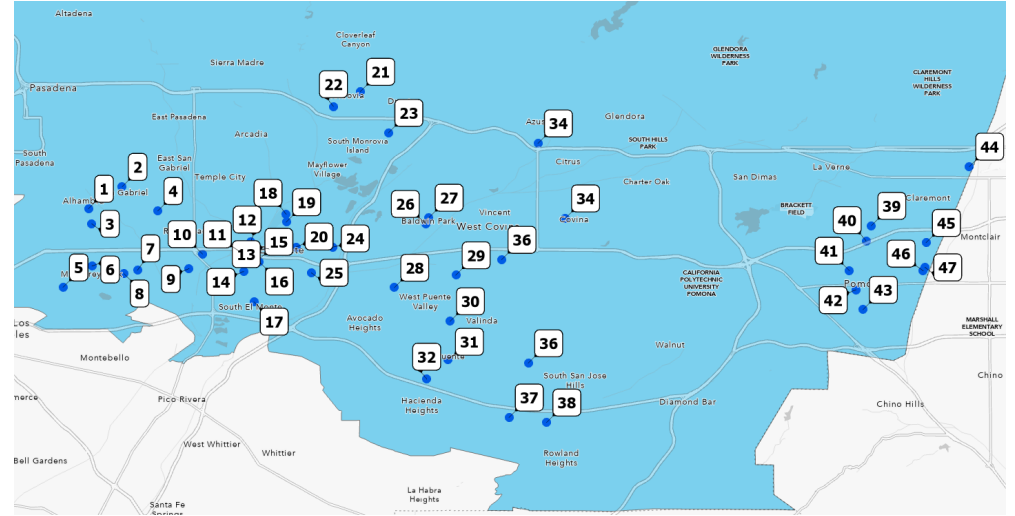 Altadena
Cloverleaf
Canyon
GLENDORA
WILDERNESS
PARK
Sierra Madre
21
22
CLAREMONT
HILLS
WILDERNESS
PARK
Pasadena
23
East Pasadena
Arcadia
South Monrovia
Island
34
Glendora
SOUTH HILLS
PARK
44
South
Pasadena
East San
Gabriel
2
Mayflower
Village
Citrus
La Verne
Temple City
Charter Oak
San Dimas
1
Gabriel
4
18
19
26
27
34
Claremont
3
Baldwin Park
Vincent
Covina
BRACKETT
FIELD
40
39
10
11
12
West Covina
36
45
Montclair
7
13
15
20
24
41
46
47
5
6
8
9
14
16
25
28
29
CALIFORNIA
POLYTECHNIC
UNIVERSITY
POMONA
42
43
South El Monte
17
West Puente
Valley
30
Valinda
Avocado
Heights
MARSHALL
ELEMENTARY
SCHOOL
Montebello
32
31
36
Walnut
South San Jose
Hills
Chino
Pico Rivera
Hacienda
Heights
37
38
Diamond Bar
Chino Hills
West Whittier
Whittier
Rowland
Heights
Bell Gardens
La Habra
Heights
Santa Fe
Springs